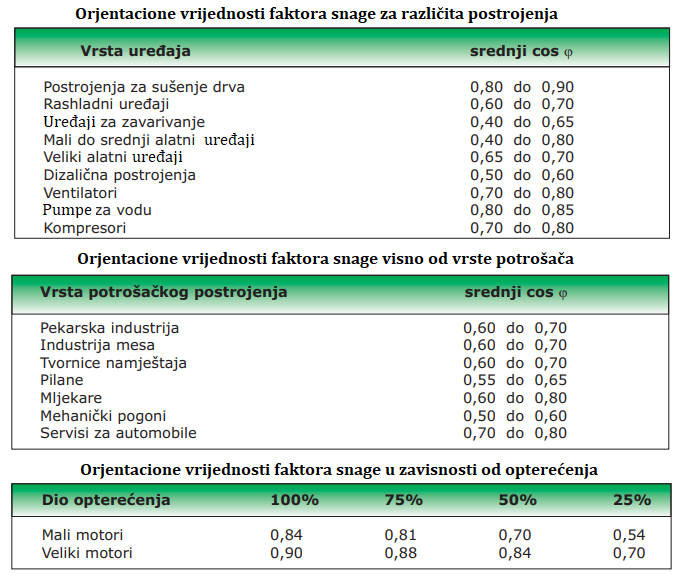 Orjentacione vrijednosti faktora snage za različita postrojenja
Vrsta uređaja srednji cos φ
Postrojenja za sušenje drva 0,80 do 0,90
Rashladni uređaji 0,60 do 0,70
Uređaji za zavarivanje 0,40 do 0,65
Mali do srednji alatni uređaji 0,40 do 0,80
Veliki alatni uređaji 0,65 do 0,70
Dizalična postrojenja 0,50 do 0,60
Ventilatori 0,70 do 0,80
Pumpe za vodu 0,80 do 0,85
Kompresori 0,70 do 0,80
Orjentacione vrijednosti faktora snage visno od vrste potrošača
Vrsta potrošačkog postrojenja srednji cos φ
Pekarska industrija 0,60 do 0,70
Industrija mesa 0,60 do 0,70
Tvornice namještaja 0,60 do 0,70
Pilane 0,55 do 0,65
Mljekare 0,60 do 0,80
Mehanički pogoni 0,50 do 0,60
Servisi za automobile 0,70 do 0,80
Orjentacione vrijednosti faktora snage u zavisnosti od opterećenja
Dio opterećenja 100% 75% 50% 25%
Mali motori 0,84 0,81 0,70 0,54
Veliki motori 0,90 0,88 0,84 0,70